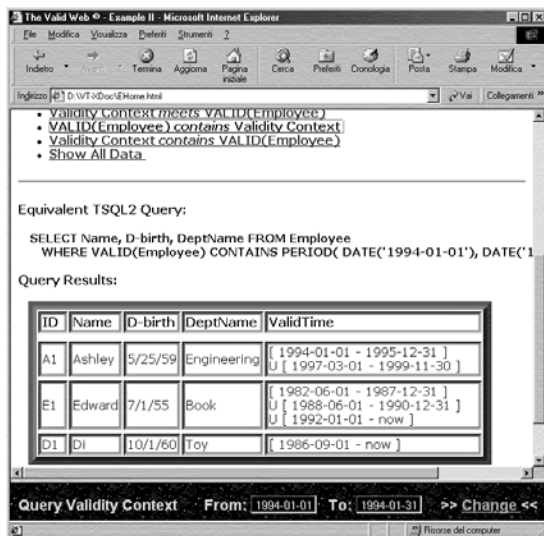 The Valid Web © - Example II - Microsoft Internet Explorer
File Modifica Visualizza Preferiti Strumenti ?
Indietro Avanti Termina Aggiorna Pagina iniziale Cerca Preferiti Cronologia Posta Stampa Modifica
Indirizzo D:\VT-XDoc\EHome.html Vai Collegamenti »
• Validity Context meets VALID(Employee)
• VALID(Employee) contains Validity Context
• Validity Context contains VALID(Employee)
• Show All Data
Equivalent TSQL2 Query:
SELECT Name, D-birth, DeptName FROM Employee
WHERE VALID(Employee) CONTAINS PERIOD( DATE('1994-01-01'), DATE('1
Query Results:
ID Name D-birth DeptName ValidTime
A1 Ashley 5/25/59 Engineering [ 1994-01-01 - 1995-12-31 ]
U [ 1997-03-01 - 1999-11-30 ]
E1 Edward 7/1/55 Book [ 1982-06-01 - 1987-12-31 ]
U [ 1988-06-01 - 1990-12-31 ]
U [ 1992-01-01 - now ]
D1 Di 10/1/60 Toy [ 1986-09-01 - now ]
Query Validity Context From: 1994-01-01 To: 1994-01-31 >> Change <<
Risorse del computer